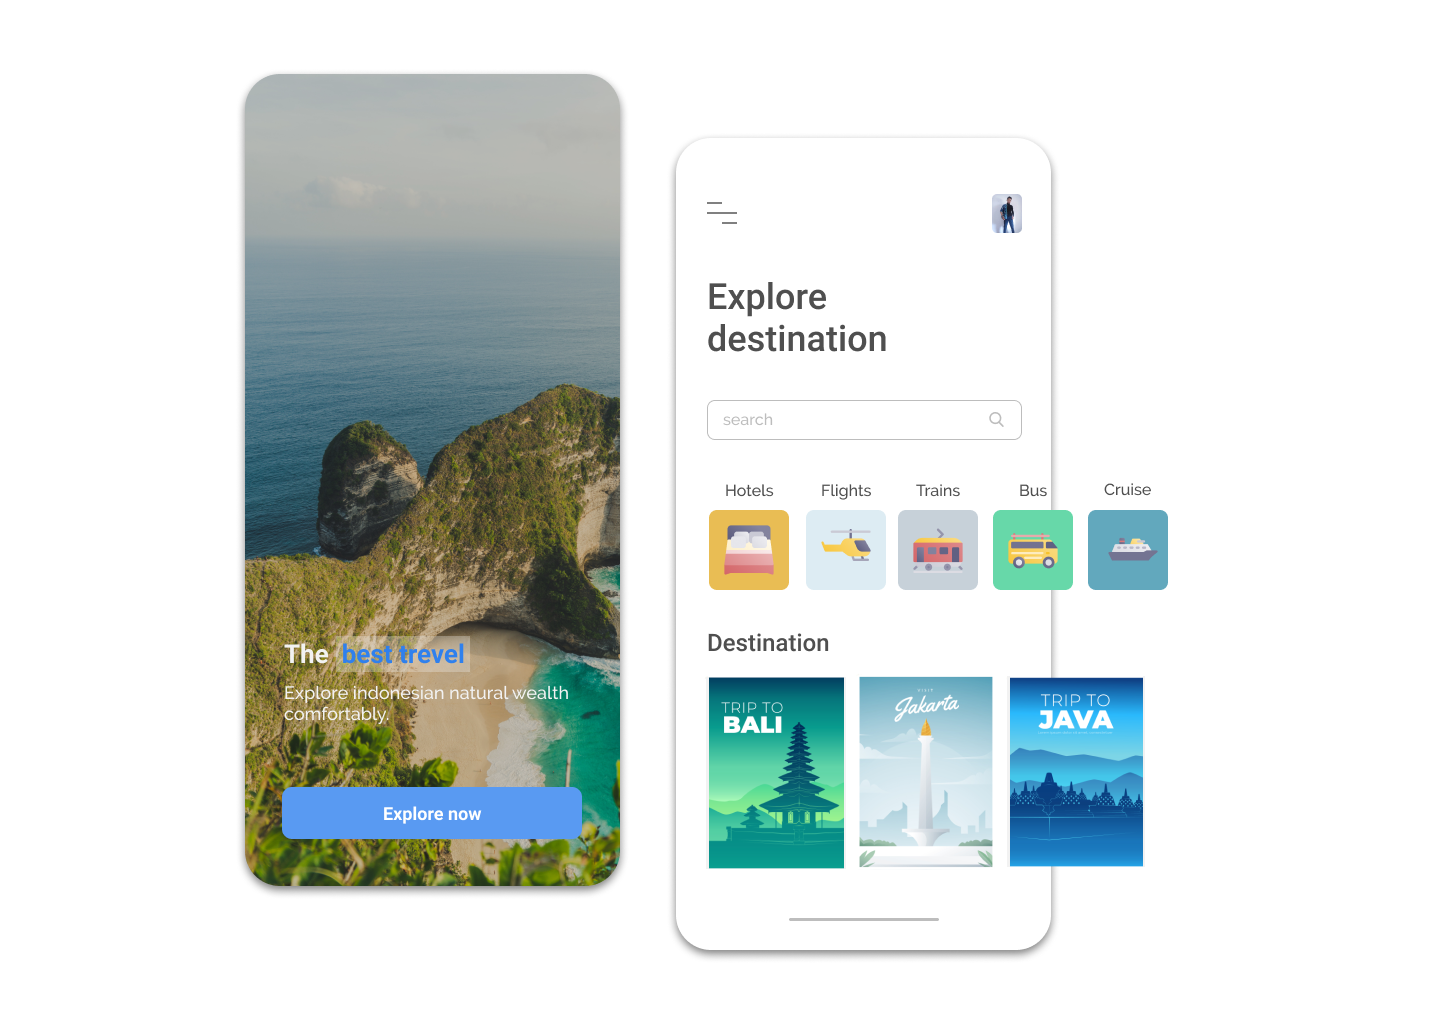 The best trevel
Explore indonesian natural wealth
comfortably.
Explore now
Explore
destination
search
Hotels Flights Trains Bus Cruise
Destination
TRIP TO
BALI
VISIT
Jakarta
TRIP TO
JAVA